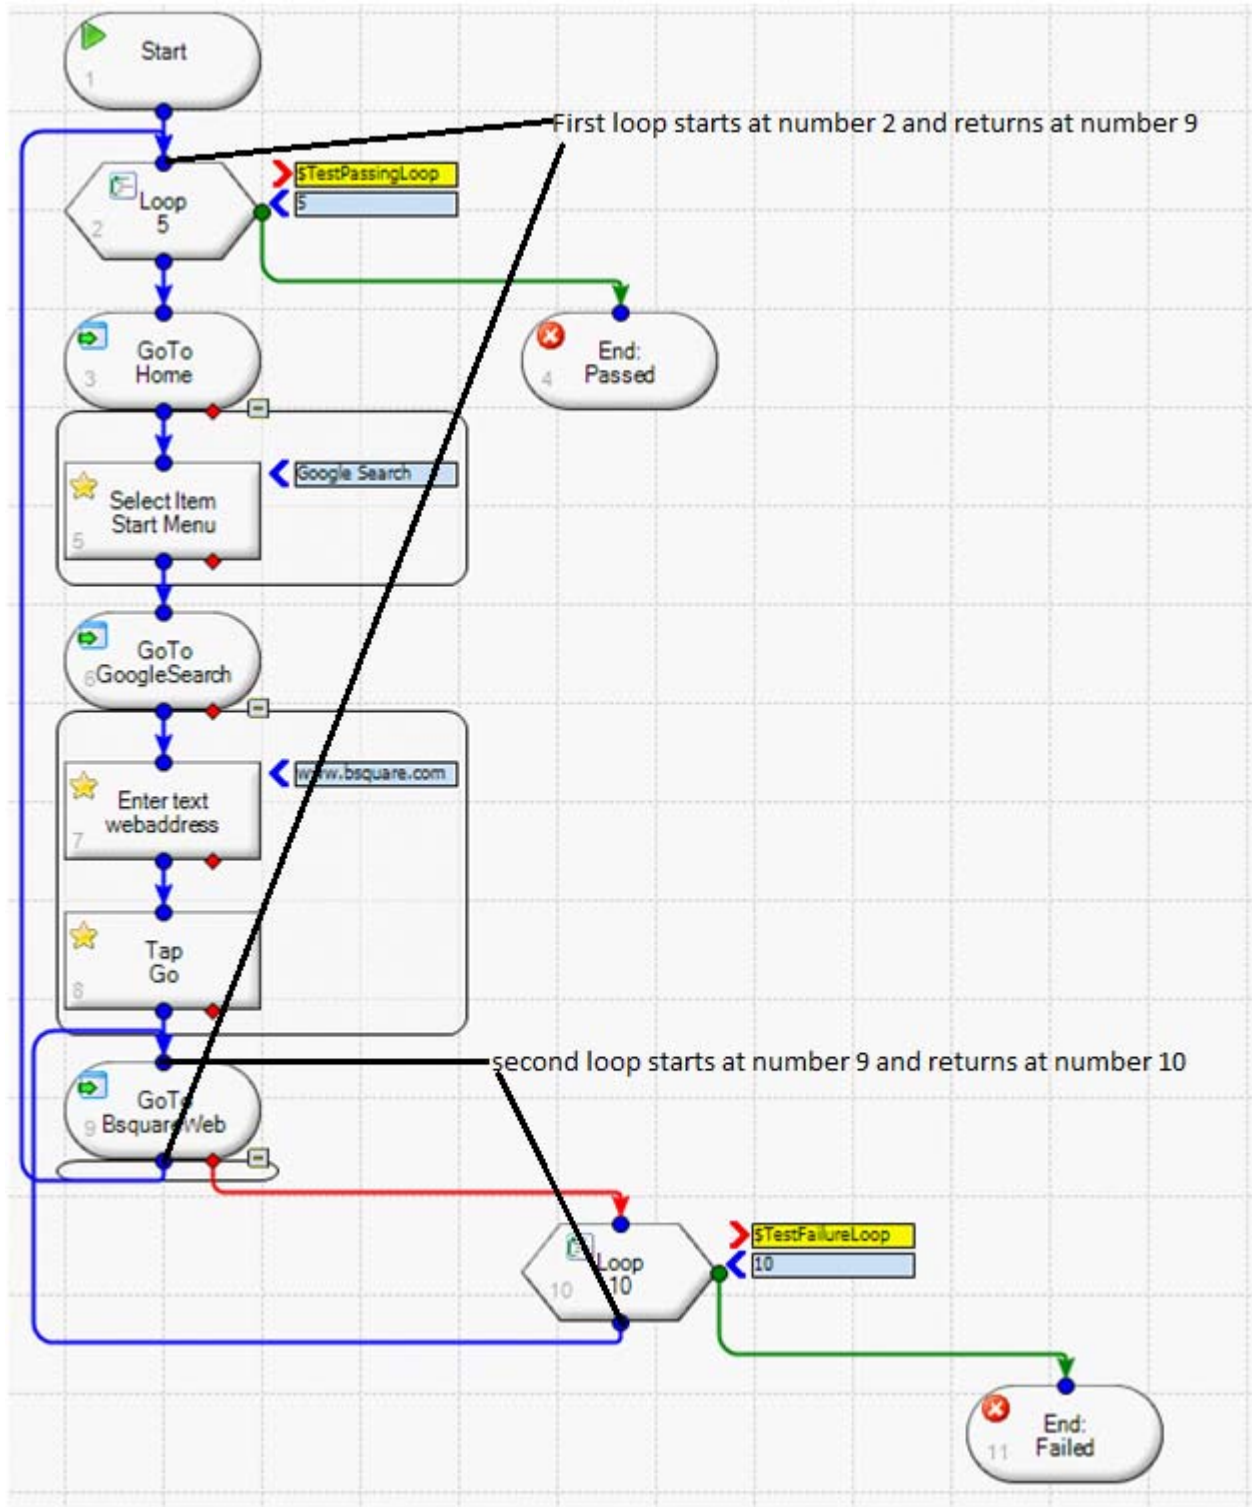 Start
1
First loop starts at number 2 and returns at number 9
$TestPassingLoop
Loop
5
2
5
GoTo
Home
3
End:
Passed
4
Google Search
Select Item
Start Menu
5
GoTo
GoogleSearch
6
www.bsquare.com
Enter text
webaddress
7
Tap
Go
8
second loop starts at number 9 and returns at number 10
GoTo
BsquareWeb
9
$TestFailureLoop
Loop
10
10
10
End:
Failed
11